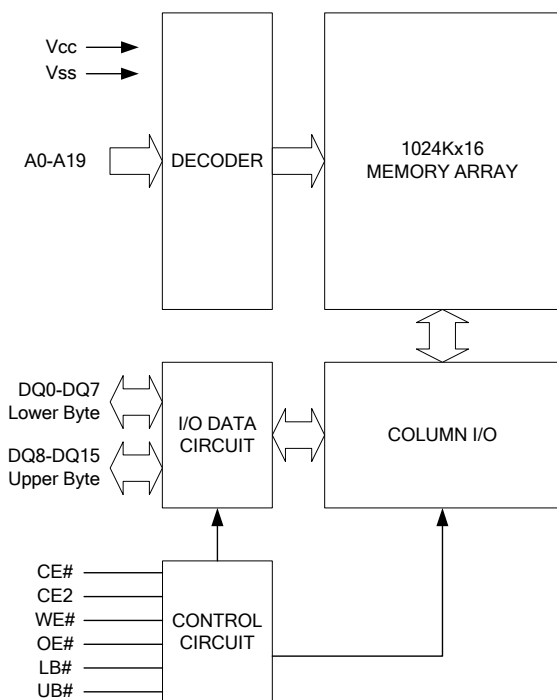 Vcc
Vss
A0-A19
DECODER
1024Kx16
MEMORY ARRAY
DQ0-DQ7
Lower Byte
DQ8-DQ15
Upper Byte
I/O DATA
CIRCUIT
COLUMN I/O
CE#
CE2
WE#
OE#
LB#
UB#
CONTROL
CIRCUIT